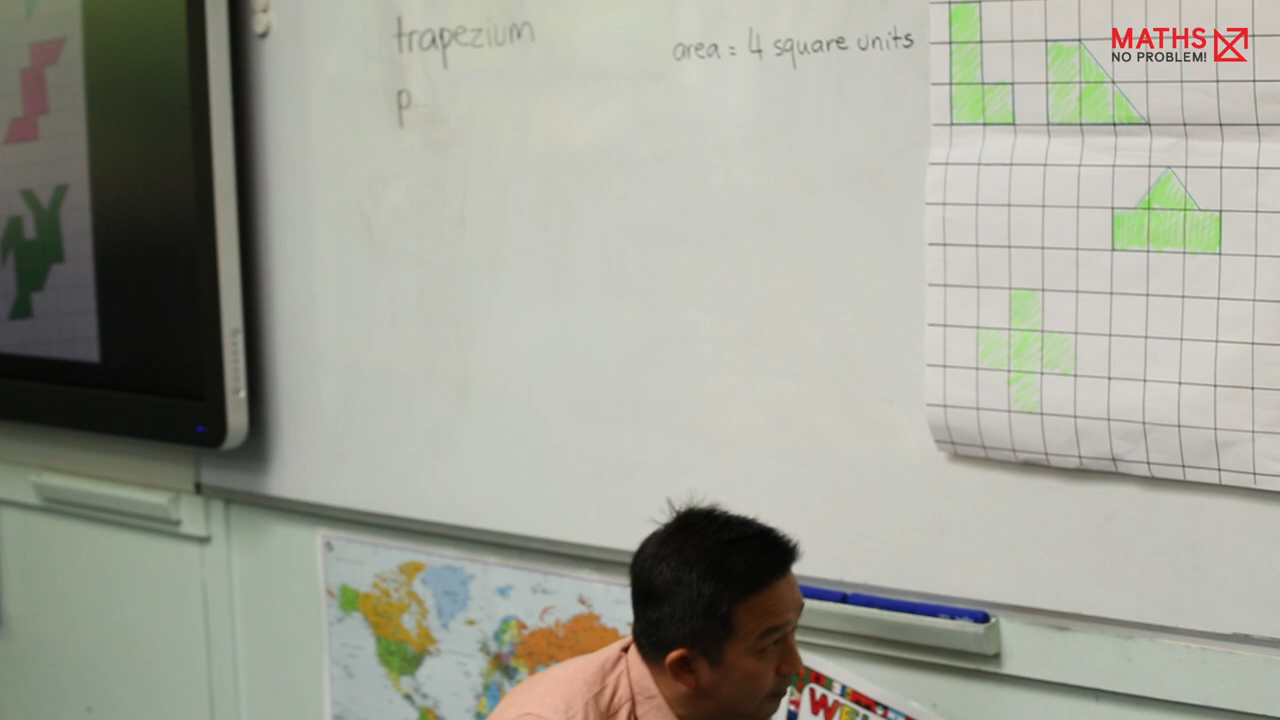 trapezium
area = 4 square units
p
MATHS
NO PROBLEM!